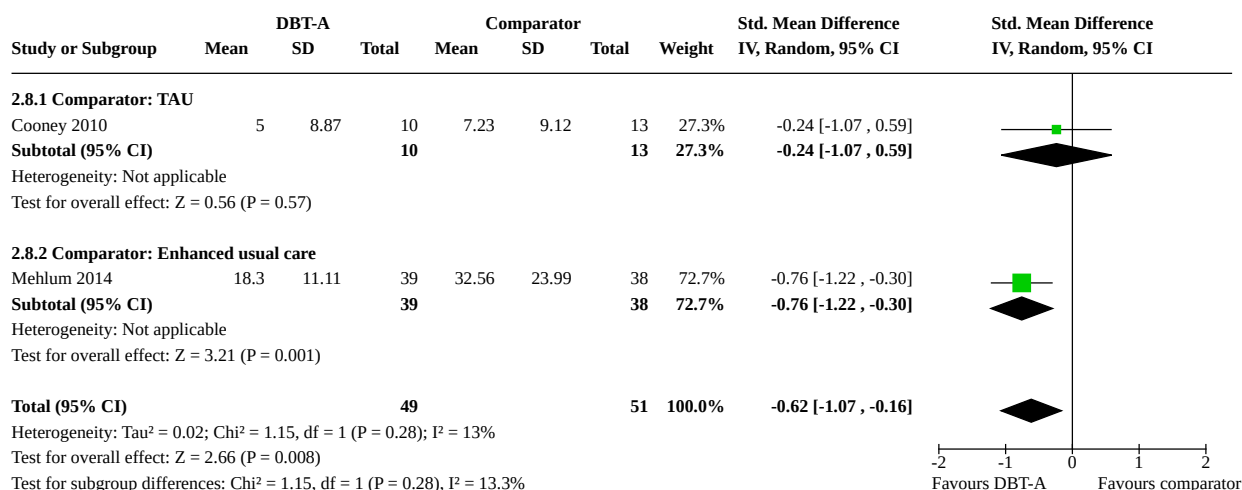 DBT-A Comparator Std. Mean Difference Std. Mean Difference
Study or Subgroup Mean SD Total Mean SD Total Weight IV, Random, 95% CI IV, Random, 95% CI
2.8.1 Comparator: TAU
Cooney 2010 5 8.87 10 7.23 9.12 13 27.3% -0.24 [-1.07 , 0.59]
Subtotal (95% CI) 10 13 27.3% -0.24 [-1.07 , 0.59]
Heterogeneity: Not applicable
Test for overall effect: Z = 0.56 (P = 0.57)
2.8.2 Comparator: Enhanced usual care
Mehlum 2014 18.3 11.11 39 32.56 23.99 38 72.7% -0.76 [-1.22 , -0.30]
Subtotal (95% CI) 39 38 72.7% -0.76 [-1.22 , -0.30]
Heterogeneity: Not applicable
Test for overall effect: Z = 3.21 (P = 0.001)
Total (95% CI) 49 51 100.0% -0.62 [-1.07 , -0.16]
Heterogeneity: Tau² = 0.02; Chi² = 1.15, df = 1 (P = 0.28); I² = 13%
Test for overall effect: Z = 2.66 (P = 0.008)
-2 -1 0 1 2
Test for subgroup differences: Chi² = 1.15, df = 1 (P = 0.28), I² = 13.3% Favours DBT-A Favours comparator